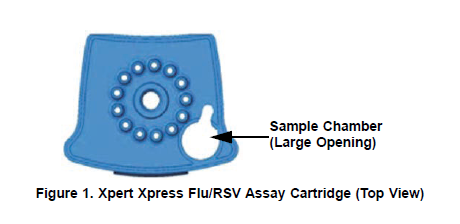 Sample Chamber
(Large Opening)
Figure 1. Xpert Xpress Flu/RSV Assay Cartridge (Top View)